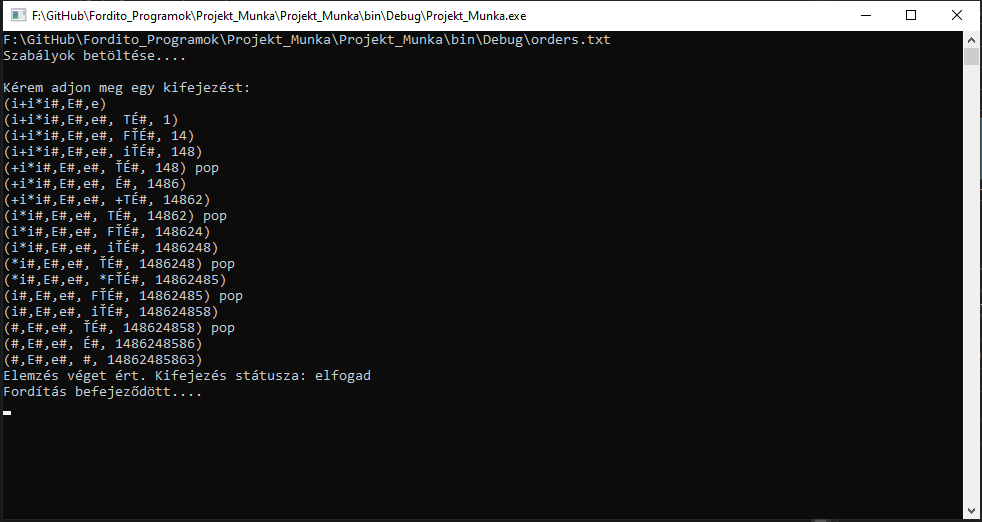 F:\GitHub\Fordito_Programok\Projekt_Munka\Projekt_Munka\bin\Debug\Projekt_Munka.exe
F:\GitHub\Fordito_Programok\Projekt_Munka\Projekt_Munka\bin\Debug\orders.txt
Szabályok betöltése....
Kérem adjon meg egy kifejezést:
(i+i*i#,E#,e)
(i+i*i#,E#,e#, TÉ#, 1)
(i+i*i#,E#,e#, FŤÉ#, 14)
(i+i*i#,E#,e#, iŤÉ#, 148)
(+i*i#,E#,e#, ŤÉ#, 148) pop
(+i*i#,E#,e#, É#, 1486)
(+i*i#,E#,e#, +TÉ#, 14862)
(i*i#,E#,e#, TÉ#, 14862) pop
(i*i#,E#,e#, FŤÉ#, 148624)
(i*i#,E#,e#, iŤÉ#, 1486248)
(*i#,E#,e#, ŤÉ#, 1486248) pop
(*i#,E#,e#, *FŤÉ#, 14862485)
(i#,E#,e#, FŤÉ#, 14862485) pop
(i#,E#,e#, iŤÉ#, 148624858)
(#,E#,e#, ŤÉ#, 148624858) pop
(#,E#,e#, É#, 1486248586)
(#,E#,e#, #, 14862485863)
Elemzés véget ért. Kifejezés státusza: elfogad
Fordítás befejeződött....